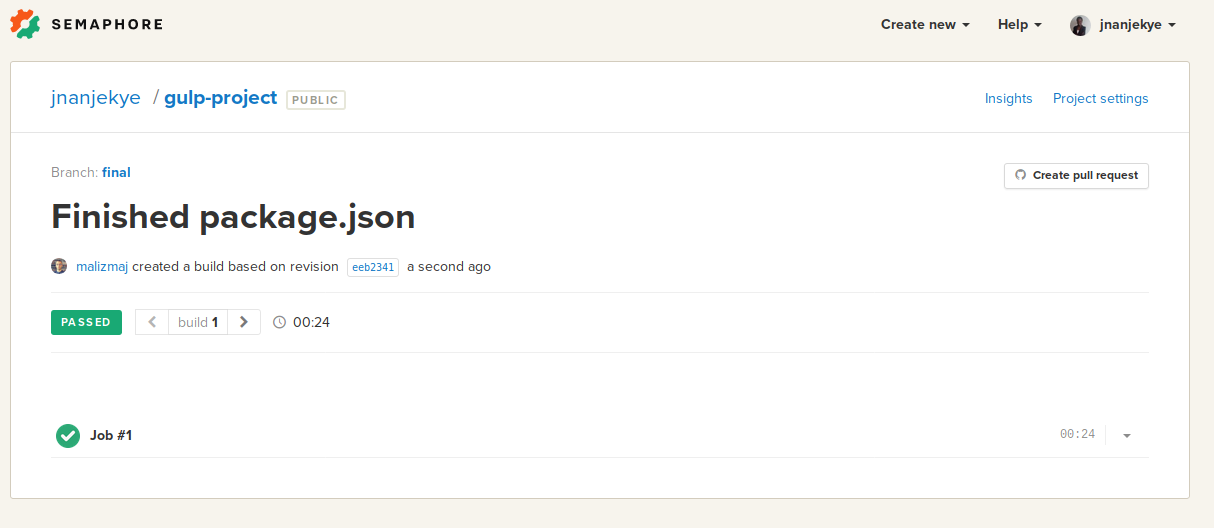 SEMAPHORE Create new Help jnanjekye
jnanjekye / gulp-project PUBLIC Insights Project settings
Branch: final Create pull request
Finished package.json
malizmaj created a build based on revision eeb2341 a second ago
PASSED build 1 00:24
Job #1 00:24